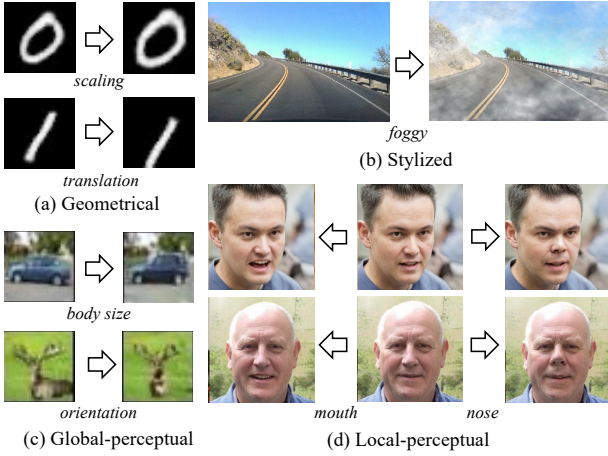 scaling
translation
(a) Geometrical
foggy
(b) Stylized
body size
orientation
(c) Global-perceptual
mouth
nose
(d) Local-perceptual